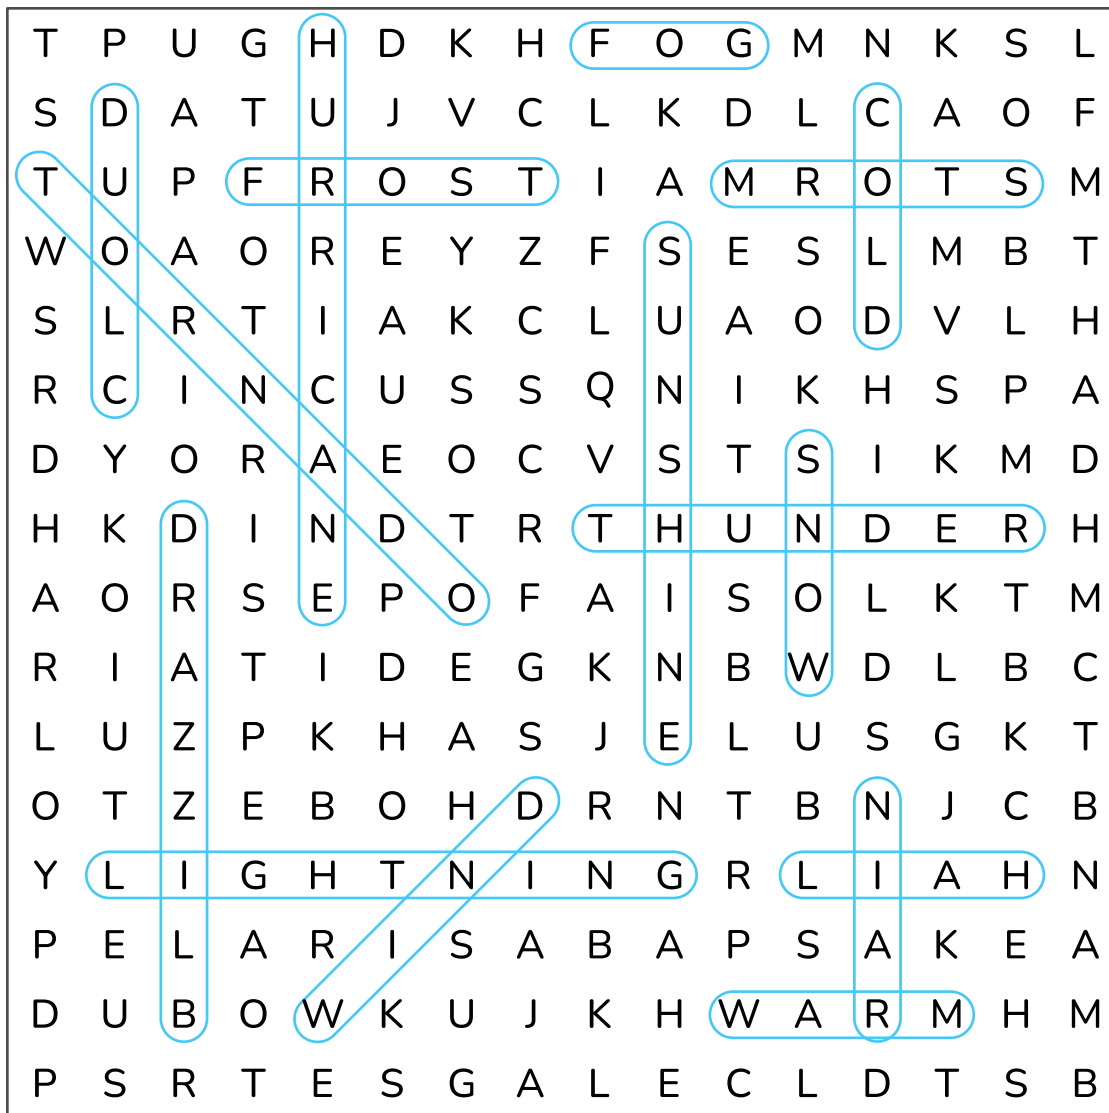 T P U G H D K H F O G M N K S L
S D A T U J V C L K D L C A O F
T U P F R O S T I A M R O T S M
W O A O R E Y Z F S E S L M B T
S L R T I A K C L U A O D V L H
R C I N C U S S Q N I K H S P A
D Y O R A E O C V S T S I K M D
H K D I N D T R T H U N D E R H
A O R S E P O F A I S O L K T M
R I A T I D E G K N B W D L B C
L U Z P K H A S J E L U S G K T
O T Z E B O H D R N T B N J C B
Y L I G H T N I N G R L I A H N
P E L A R I S A B A P S A K E A
D U B O W K U J K H W A R M H M
P S R T E S G A L E C L D T S B